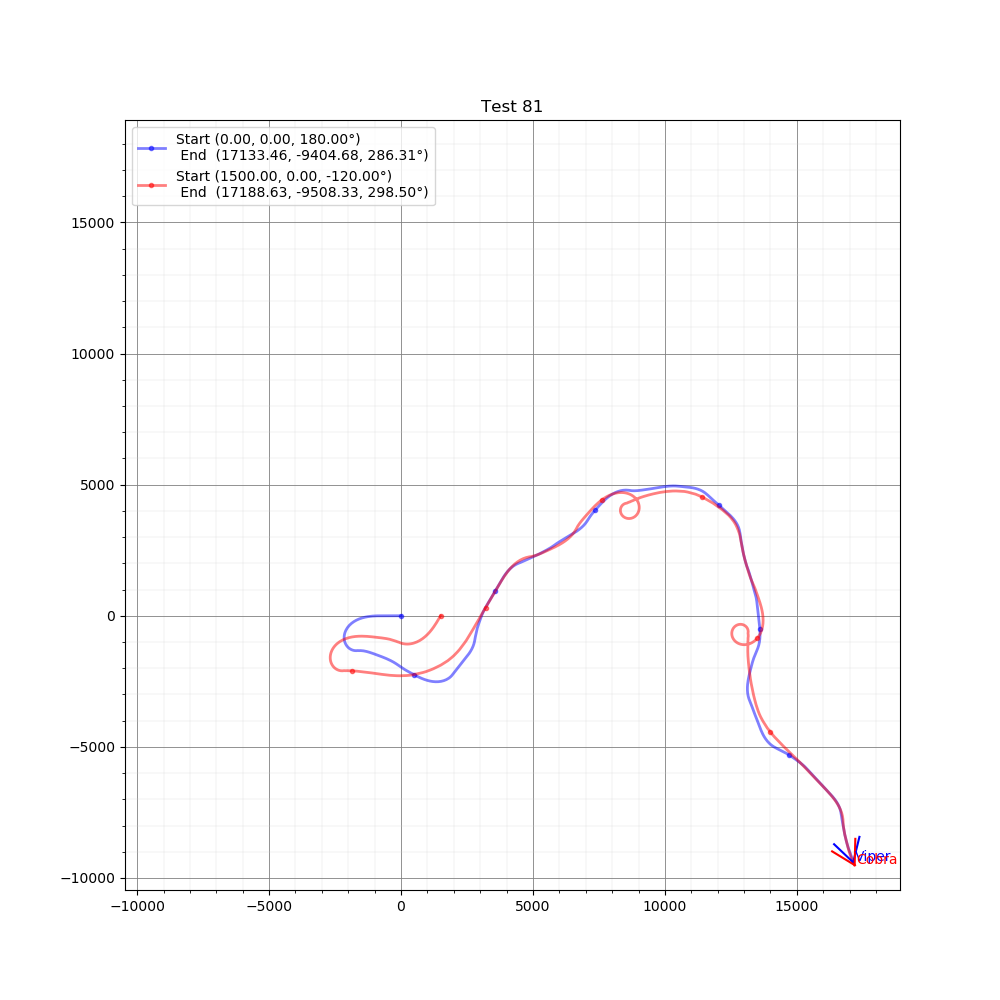 Test 81
Start (0.00, 0.00, 180.00°)
End (17133.46, -9404.68, 286.31°)
Start (1500.00, 0.00, -120.00°)
End (17188.63, -9508.33, 298.50°)
15000
10000
5000
0
−5000
−10000
Viper
Cobra
−10000 −5000 0 5000 10000 15000